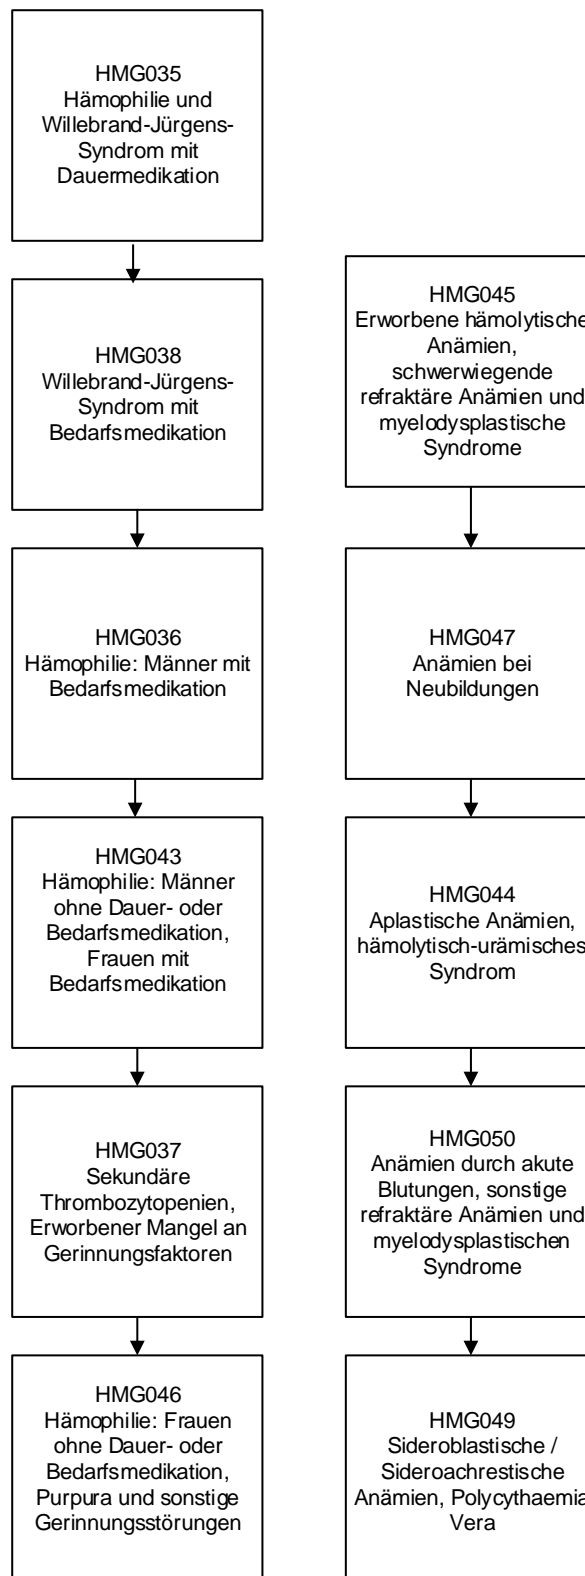 HMG035
Hämophilie und
Willebrand-Jürgens-
Syndrom mit
Dauermedikation
HMG038
Willebrand-Jürgens-
Syndrom mit
Bedarfsmedikation
HMG036
Hämophilie: Männer mit
Bedarfsmedikation
HMG043
Hämophilie: Männer
ohne Dauer- oder
Bedarfsmedikation,
Frauen mit
Bedarfsmedikation
HMG037
Sekundäre
Thrombozytopenien,
Erworbener Mangel an
Gerinnungsfaktoren
HMG046
Hämophilie: Frauen
ohne Dauer- oder
Bedarfsmedikation,
Purpura und sonstige
Gerinnungsstörungen
HMG045
Erworbene hämolytische
Anämien,
schwerwiegende
refraktäre Anämien und
myelodysplastische
Syndrome
HMG047
Anämien bei
Neubildungen
HMG044
Aplastische Anämien,
hämolytisch-urämisches
Syndrom
HMG050
Anämien durch akute
Blutungen, sonstige
refraktäre Anämien und
myelodysplastischen
Syndrome
HMG049
Sideroblastische /
Sideroachrestische
Anämien, Polycythaemia
Vera